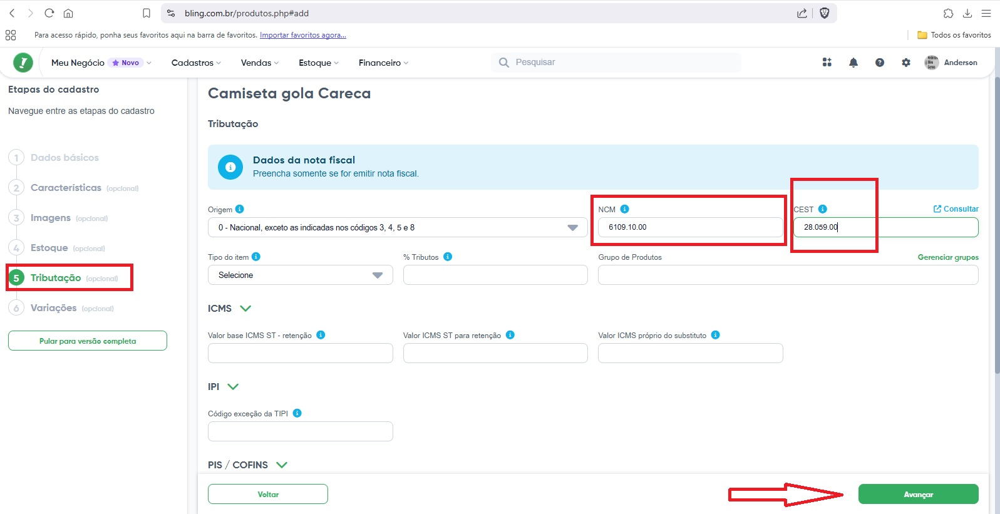 bling.com.br/produtos.php#add
Para acesso rápido, ponha seus favoritos aqui na barra de favoritos. Importar favoritos agora...
Todos os favoritos
Meu Negócio Novo Cadastros Vendas Estoque Financeiro Pesquisar Anderson
Etapas do cadastro
Navegue entre as etapas do cadastro
1 Dados básicos
2 Características (opcional)
3 Imagens (opcional)
4 Estoque (opcional)
5 Tributação (opcional)
6 Variações (opcional)
Pular para versão completa
Camiseta gola Careca
Tributação
Dados da nota fiscal
Preencha somente se for emitir nota fiscal.
Origem NCM CEST Consultar
0 - Nacional, exceto as indicadas nos códigos 3, 4, 5 e 8 6109.10.00 28.059.00
Tipo do item % Tributos Grupo de Produtos Gerenciar grupos
Selecione
ICMS
Valor base ICMS ST - retenção Valor ICMS ST para retenção Valor ICMS próprio do substituto
IPI
Código exceção da TIPI
PIS / COFINS
Voltar Avançar